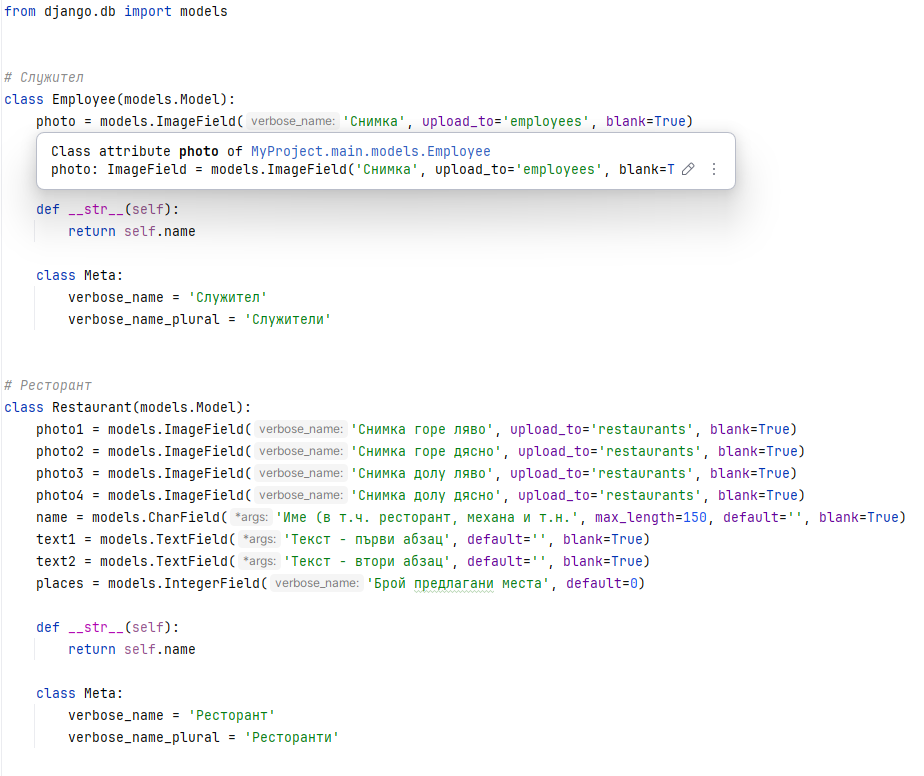 from django.db import models
# Служител
class Employee(models.Model):
photo = models.ImageField( verbose_name: 'Снимка', upload_to='employees', blank=True)
Class attribute photo of MyProject.main.models.Employee
photo: ImageField = models.ImageField('Снимка', upload_to='employees', blank=T
def __str__(self):
return self.name
class Meta:
verbose_name = 'Служител'
verbose_name_plural = 'Служители'
# Ресторант
class Restaurant(models.Model):
photo1 = models.ImageField( verbose_name: 'Снимка горе ляво', upload_to='restaurants', blank=True)
photo2 = models.ImageField( verbose_name: 'Снимка горе дясно', upload_to='restaurants', blank=True)
photo3 = models.ImageField( verbose_name: 'Снимка долу ляво', upload_to='restaurants', blank=True)
photo4 = models.ImageField( verbose_name: 'Снимка долу дясно', upload_to='restaurants', blank=True)
name = models.CharField( *args: 'Име (в т.ч. ресторант, механа и т.н.', max_length=150, default='', blank=True)
text1 = models.TextField( *args: 'Текст - първи абзац', default='', blank=True)
text2 = models.TextField( *args: 'Текст - втори абзац', default='', blank=True)
places = models.IntegerField( verbose_name: 'Брой предлагани места', default=0)
def __str__(self):
return self.name
class Meta:
verbose_name = 'Ресторант'
verbose_name_plural = 'Ресторанти'